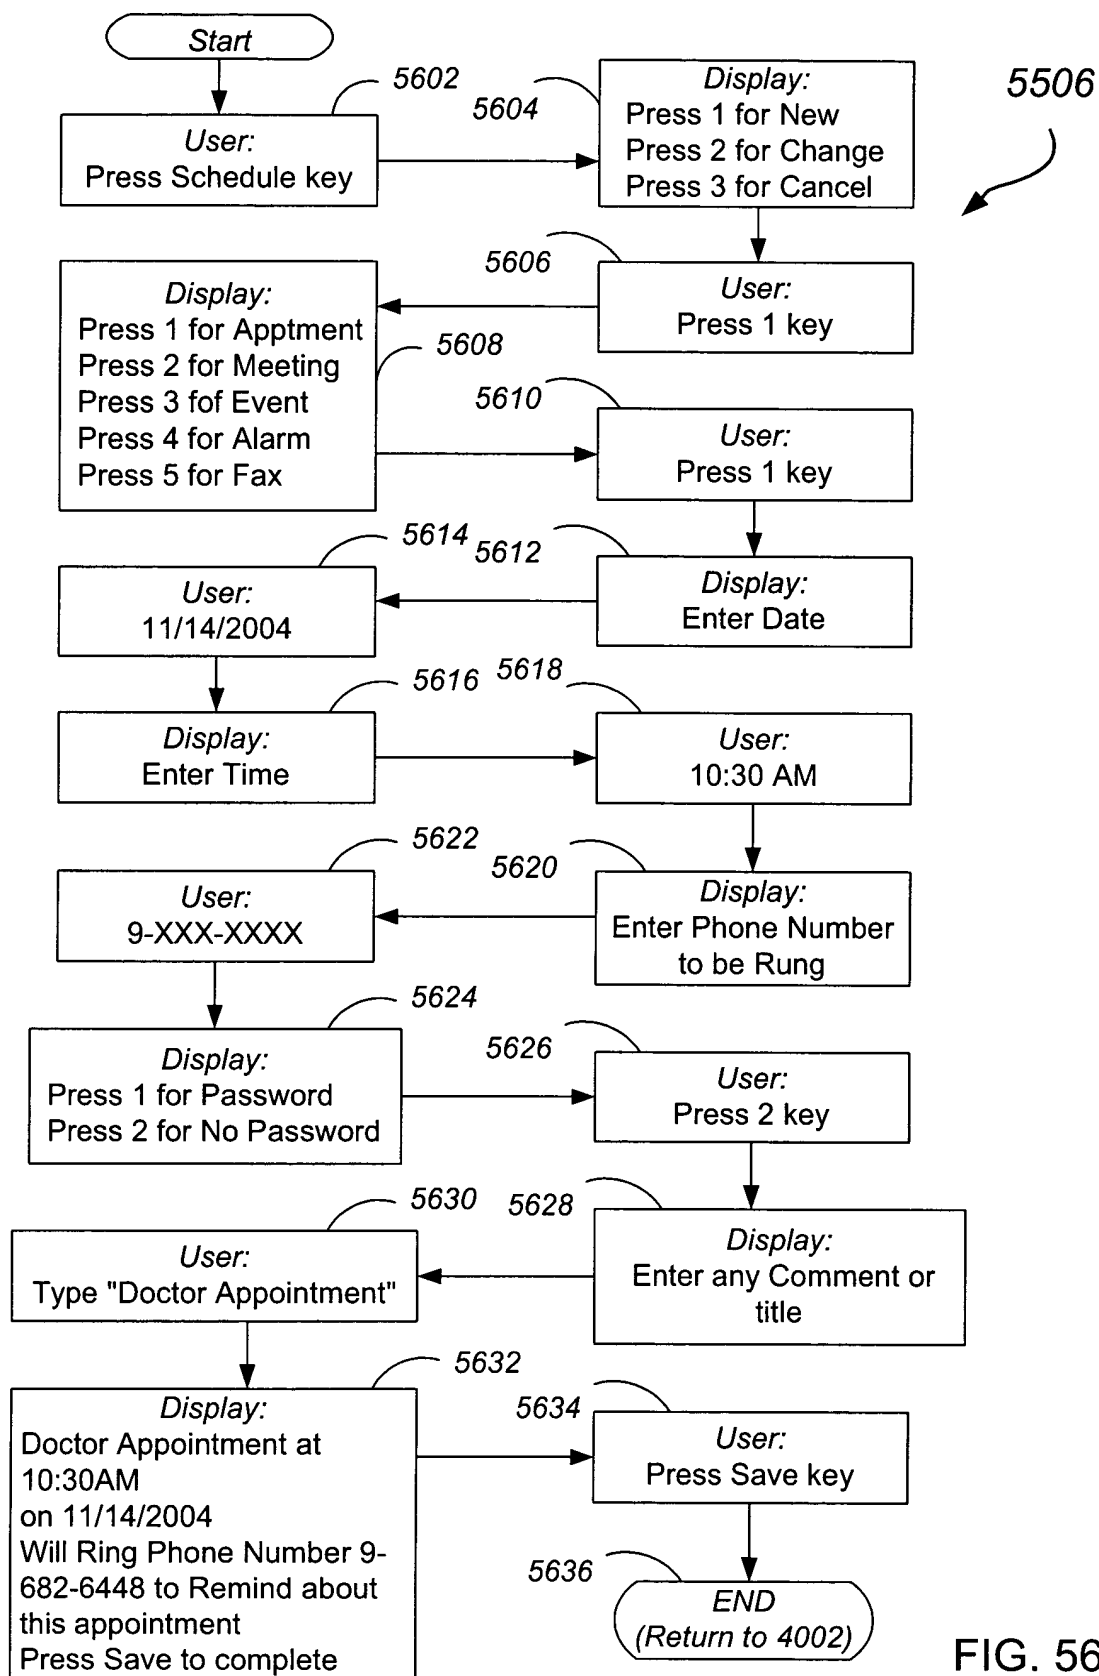 Start
5602
User:
Press Schedule key
5604
Display:
Press 1 for New
Press 2 for Change
Press 3 for Cancel
5506
5606
User:
Press 1 key
Display:
Press 1 for Apptment
Press 2 for Meeting
Press 3 fof Event
Press 4 for Alarm
Press 5 for Fax
5608
5610
User:
Press 1 key
5612
Display:
Enter Date
5614
User:
11/14/2004
5616
Display:
Enter Time
5618
User:
10:30 AM
5620
Display:
Enter Phone Number
to be Rung
5622
User:
9-XXX-XXXX
5624
Display:
Press 1 for Password
Press 2 for No Password
5626
User:
Press 2 key
5628
Display:
Enter any Comment or
title
5630
User:
Type "Doctor Appointment"
5632
Display:
Doctor Appointment at
10:30AM
on 11/14/2004
Will Ring Phone Number 9-
682-6448 to Remind about
this appointment
Press Save to complete
5634
User:
Press Save key
5636
END
(Return to 4002)
FIG. 56